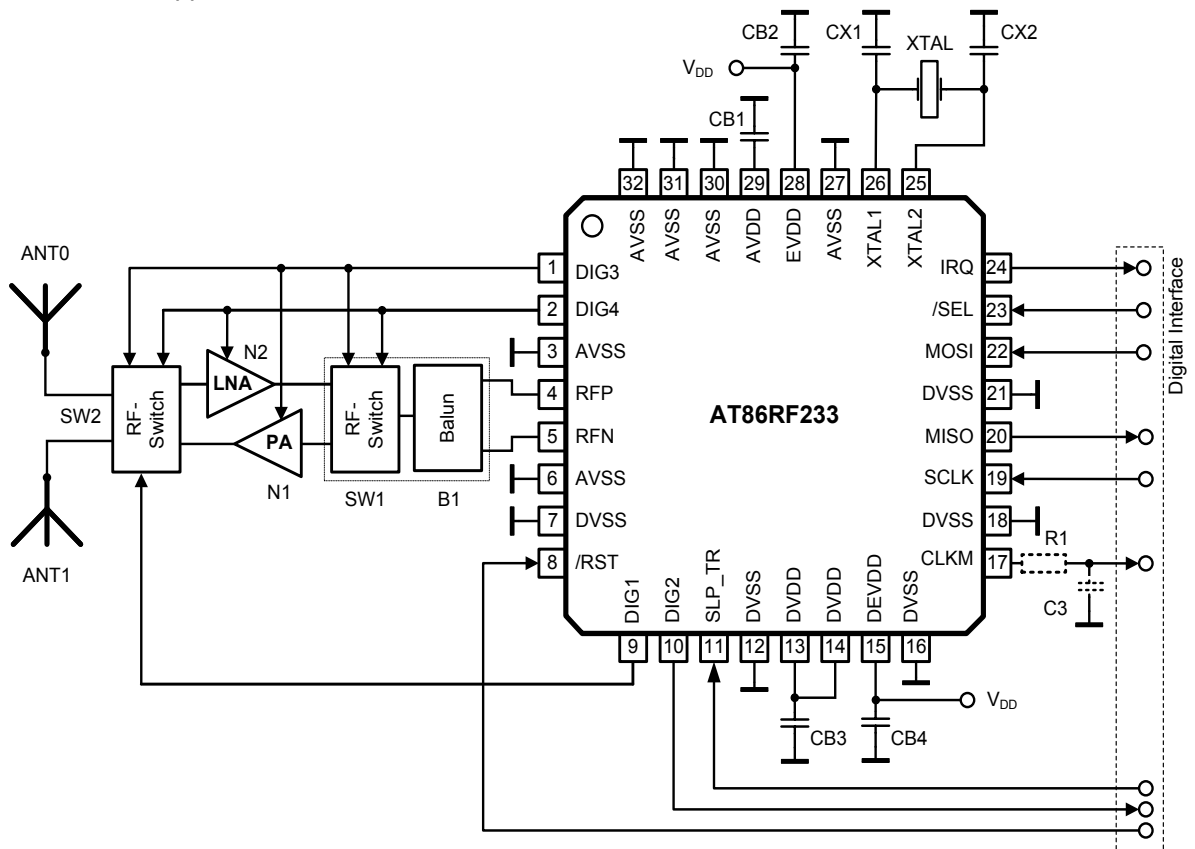 CB2
CX1
XTAL
CX2
VDD
CB1
32
31
30
29
28
27
26
25
AVSS
AVSS
AVSS
AVDD
EVDD
AVSS
XTAL1
XTAL2
ANT0
1
DIG3
IRQ
24
2
DIG4
/SEL
23
N2
3
AVSS
MOSI
22
LNA
SW2
RF-
Switch
RF-
Switch
Balun
4
RFP
DVSS
21
AT86RF233
PA
5
RFN
MISO
20
N1
SW1
B1
6
AVSS
SCLK
19
7
DVSS
DVSS
18
ANT1
8
/RST
CLKM
17
R1
C3
DIG1
DIG2
SLP_TR
DVSS
DVDD
DVDD
DEVDD
DVSS
9
10
11
12
13
14
15
16
VDD
CB3
CB4
Digital Interface